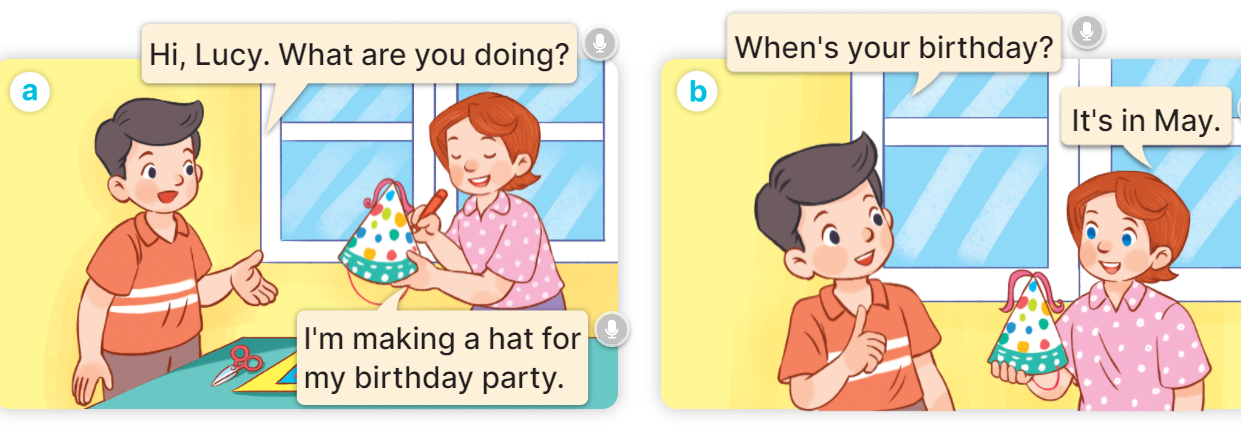 a
Hi, Lucy. What are you doing?
I'm making a hat for
my birthday party.
b
When's your birthday?
It's in May.